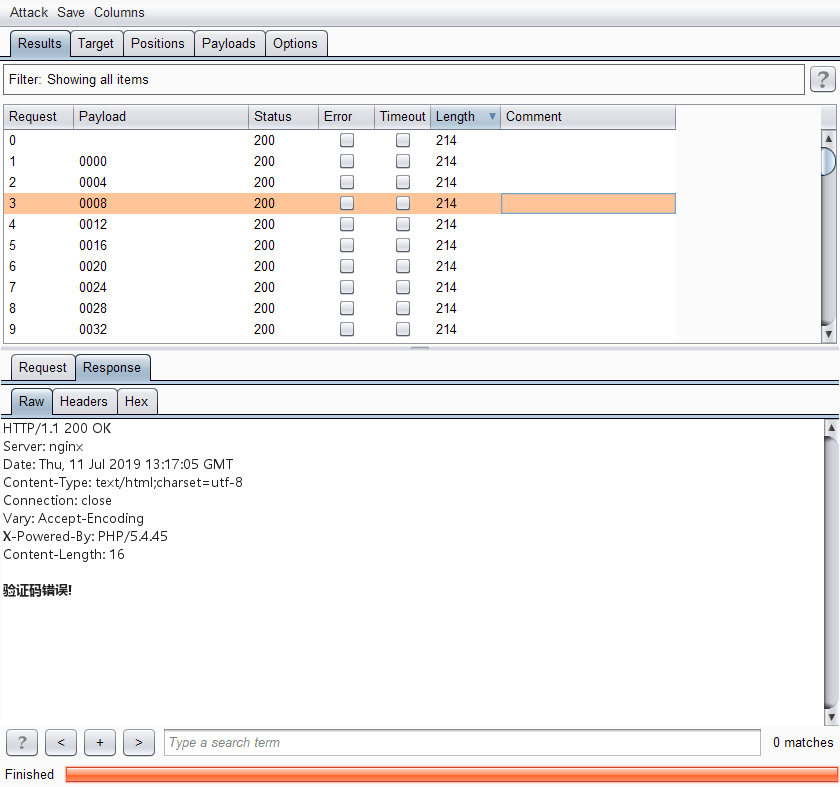 Attack Save Columns
Results Target Positions Payloads Options
Filter: Showing all items ?
Request Payload Status Error Timeout Length ▼ Comment
0 200 214
1 0000 200 214
2 0004 200 214
3 0008 200 214
4 0012 200 214
5 0016 200 214
6 0020 200 214
7 0024 200 214
8 0028 200 214
9 0032 200 214
Request Response
Raw Headers Hex
HTTP/1.1 200 OK
Server: nginx
Date: Thu, 11 Jul 2019 13:17:05 GMT
Content-Type: text/html;charset=utf-8
Connection: close
Vary: Accept-Encoding
X-Powered-By: PHP/5.4.45
Content-Length: 16
验证码错误!
? < + > Type a search term 0 matches
Finished